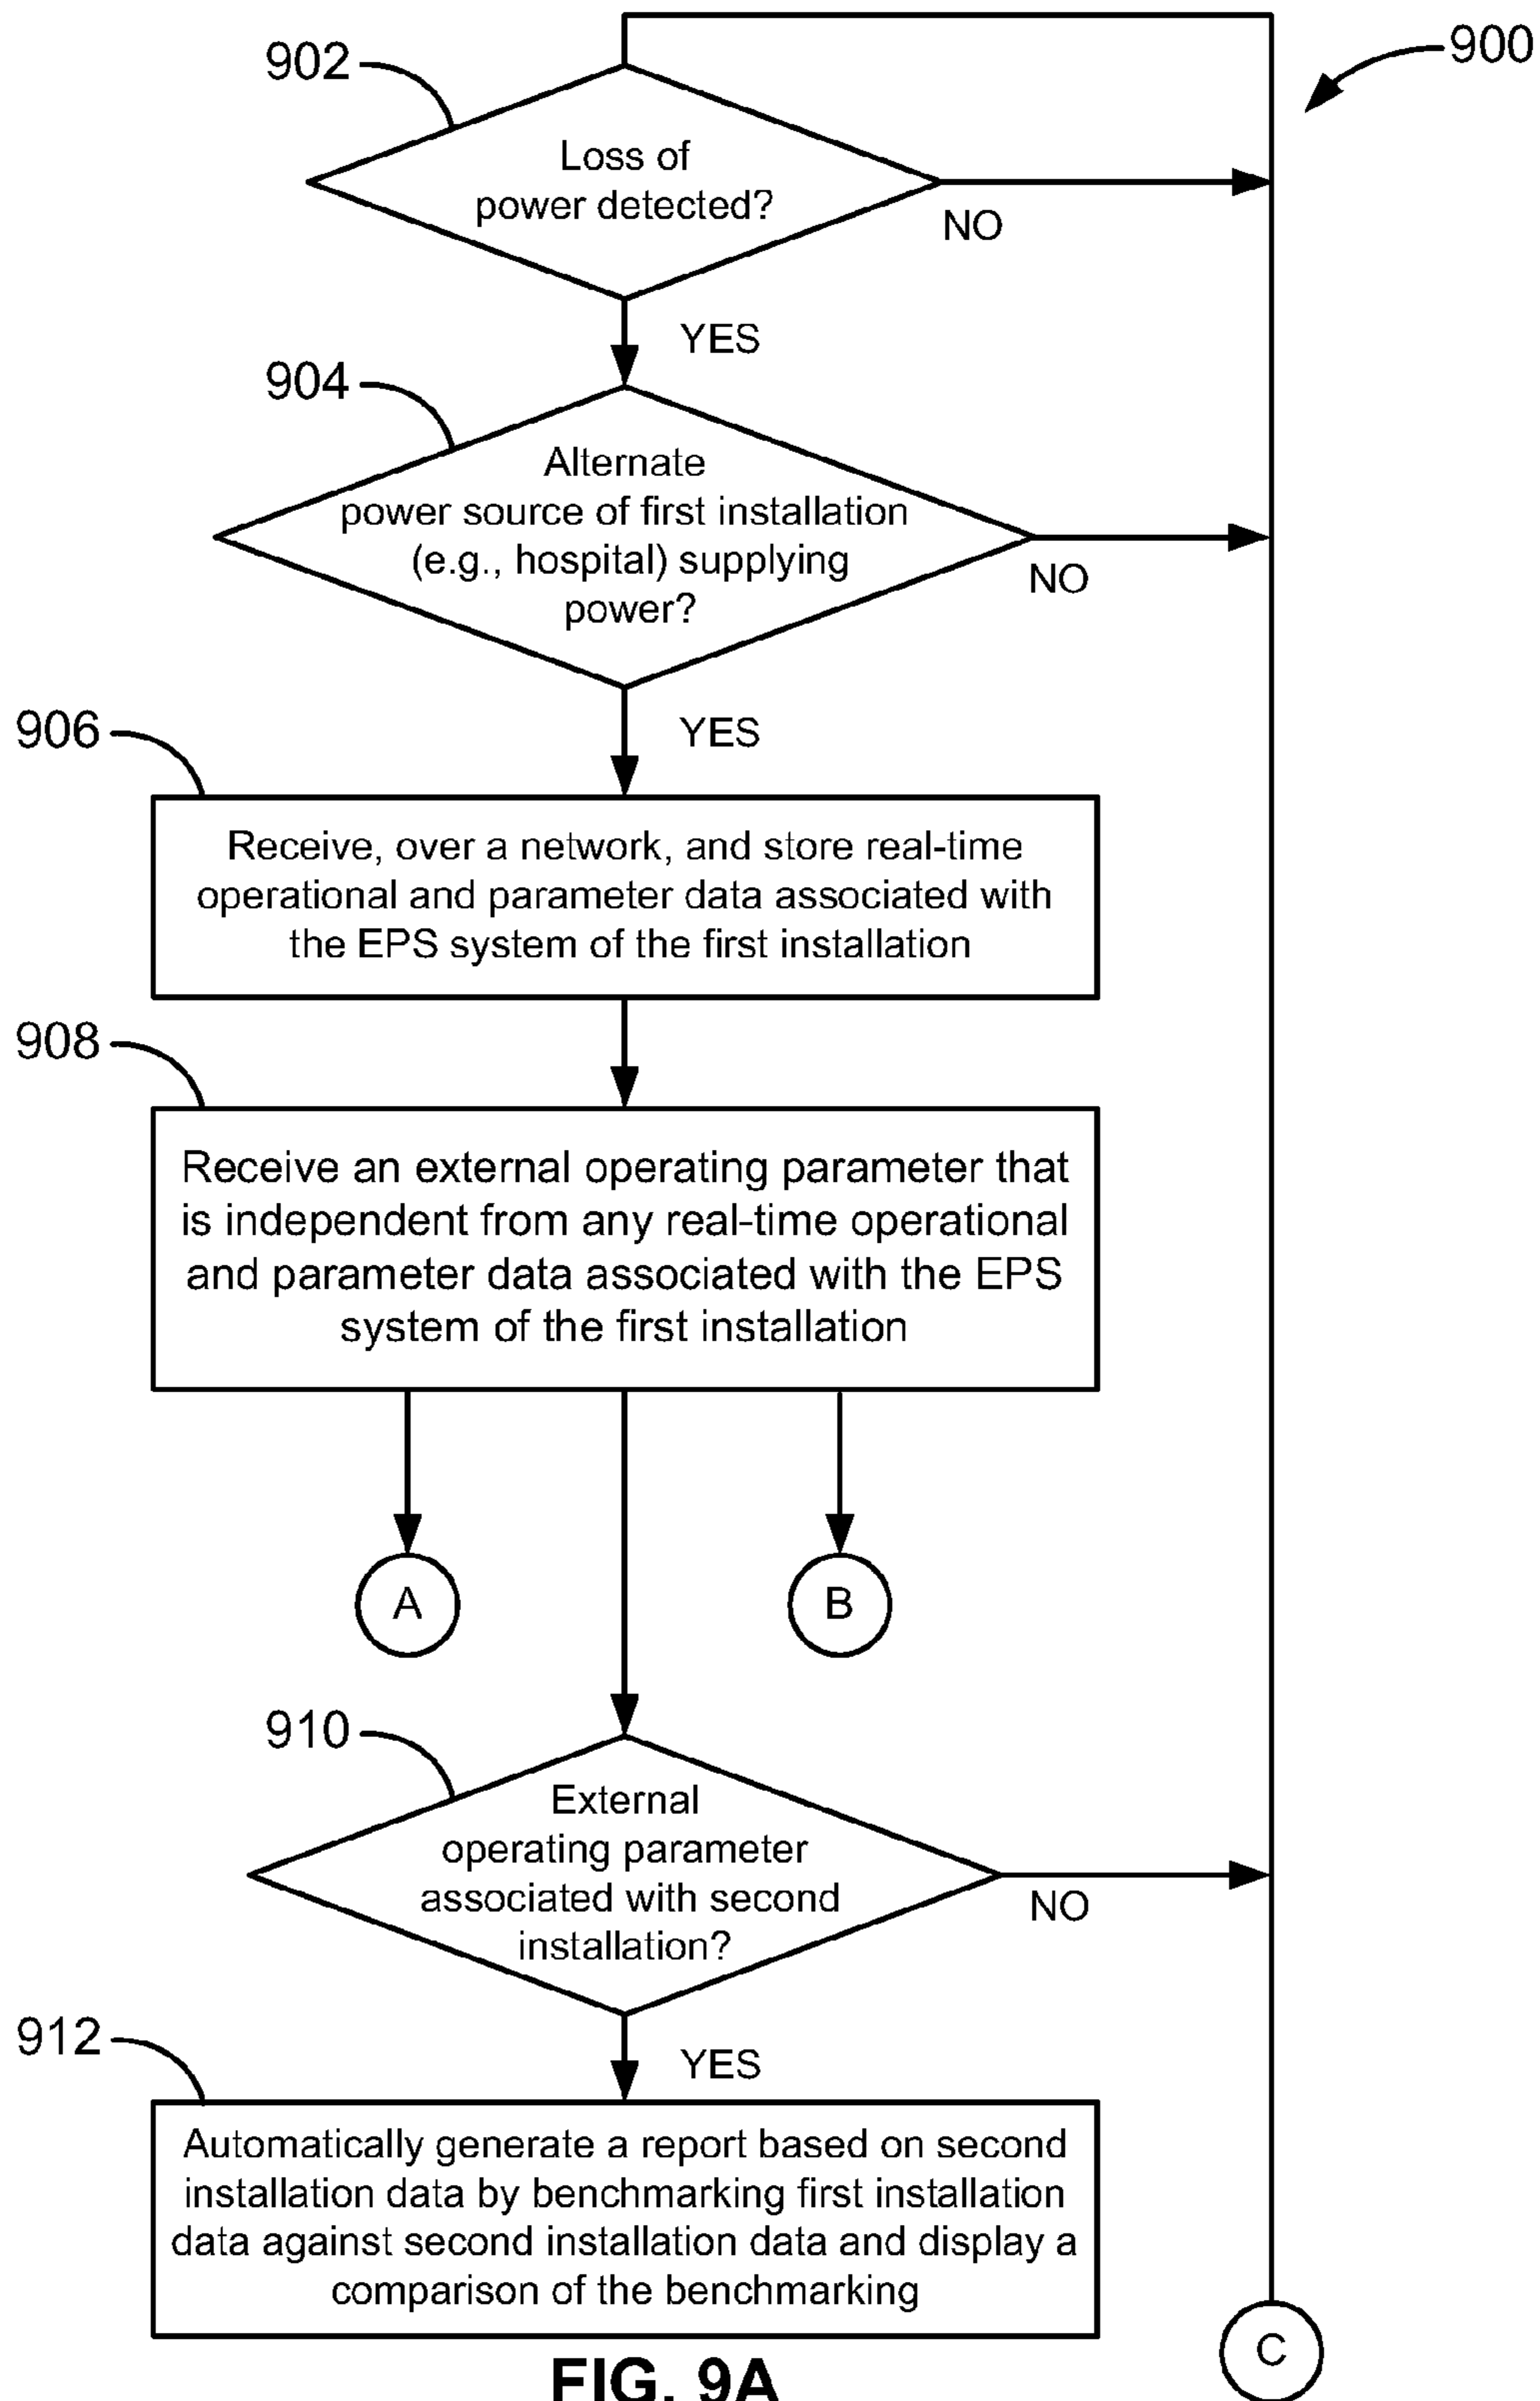 900
902
Loss of
power detected?
NO
YES
904
Alternate
power source of first installation
(e.g., hospital) supplying
power?
NO
YES
906
Receive, over a network, and store real-time
operational and parameter data associated with
the EPS system of the first installation
908
Receive an external operating parameter that
is independent from any real-time operational
and parameter data associated with the EPS
system of the first installation
A
B
910
External
operating parameter
associated with second
installation?
NO
YES
912
Automatically generate a report based on second
installation data by benchmarking first installation
data against second installation data and display a
comparison of the benchmarking
C
FIG. 9A